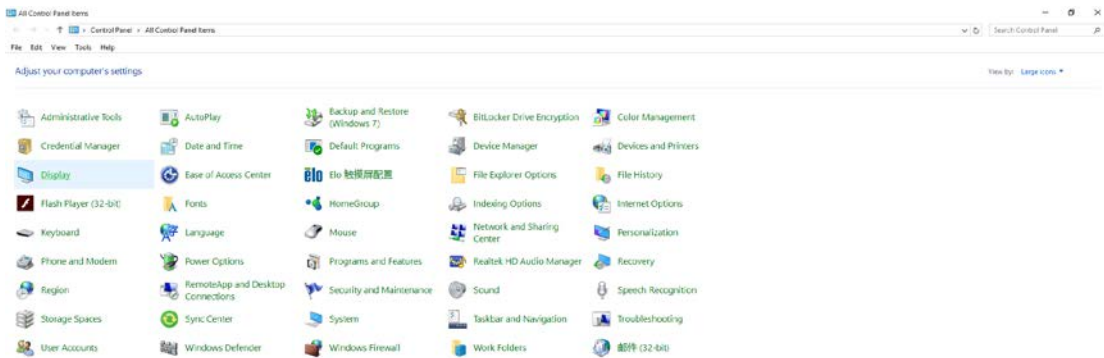 All Control Panel Items
Control Panel > All Control Panel Items
Search Control Panel
File Edit View Tools Help
Adjust your computer's settings
View by: Large icons
Administrative Tools
AutoPlay
Backup and Restore
(Windows 7)
BitLocker Drive Encryption
Color Management
Credential Manager
Date and Time
Default Programs
Device Manager
Devices and Printers
Display
Ease of Access Center
elo
Elo 触摸屏配置
File Explorer Options
File History
Flash Player (32-bit)
Fonts
HomeGroup
Indexing Options
Internet Options
Keyboard
Language
Mouse
Network and Sharing
Center
Personalization
Phone and Modem
Power Options
Programs and Features
Realtek HD Audio Manager
Recovery
Region
RemoteApp and Desktop
Connections
Security and Maintenance
Sound
Speech Recognition
Storage Spaces
Sync Center
System
Taskbar and Navigation
Troubleshooting
User Accounts
Windows Defender
Windows Firewall
Work Folders
邮件 (32-bit)